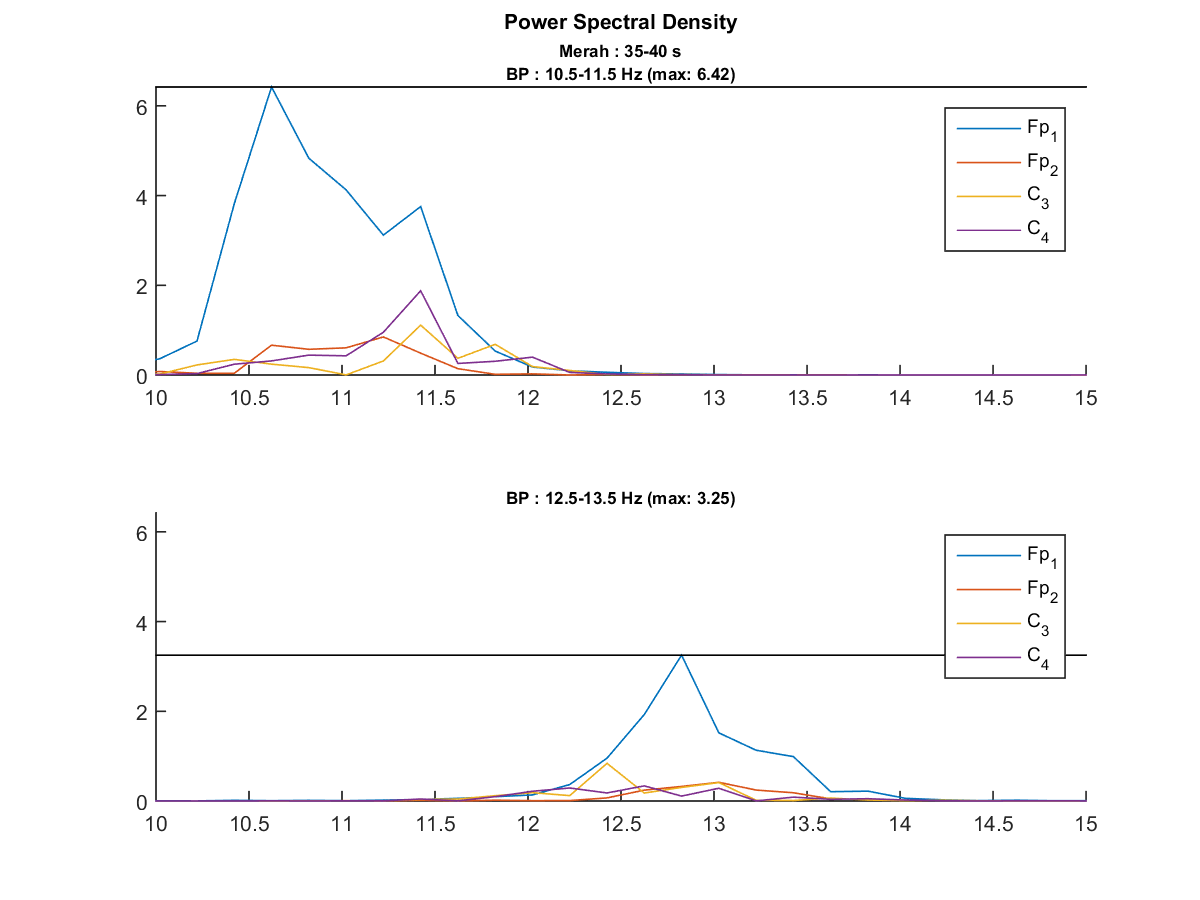 Power Spectral Density
Merah : 35-40 s
BP : 10.5-11.5 Hz (max: 6.42)
6
4
2
0
10 10.5 11 11.5 12 12.5 13 13.5 14 14.5 15
Fp1
Fp2
C3
C4
BP : 12.5-13.5 Hz (max: 3.25)
6
4
2
0
10 10.5 11 11.5 12 12.5 13 13.5 14 14.5 15
Fp1
Fp2
C3
C4